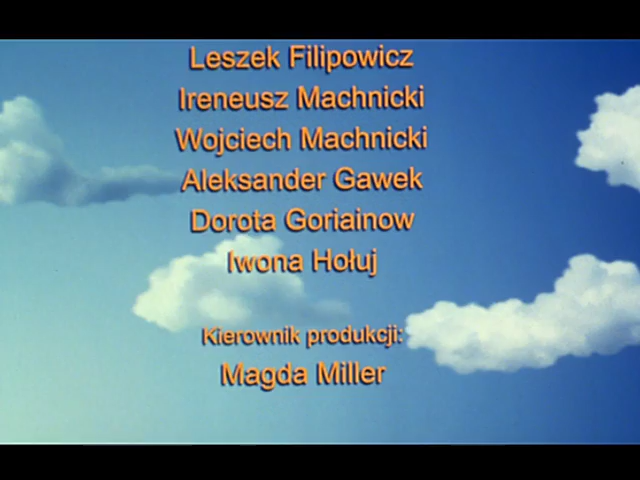 Leszek Filipowicz
Ireneusz Machnicki
Wojciech Machnicki
Aleksander Gawek
Dorota Goriainow
Iwona Hołuj
Kierownik produkcji:
Magda Miller